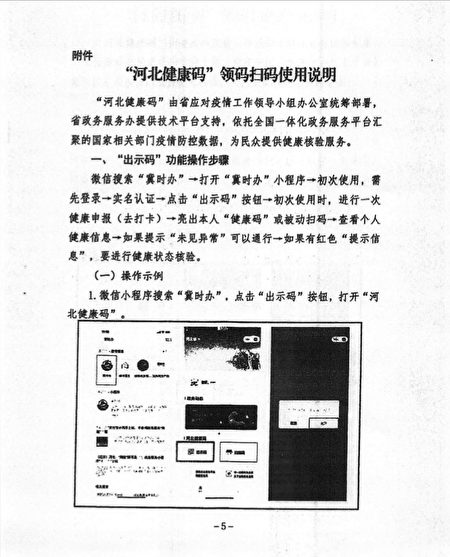 附件
“河北健康码”领码扫码使用说明
“河北健康码”由省应对疫情工作领导小组办公室统筹部署，
省政务服务办提供技术平台支持，依托全国一体化政务服务平台汇
聚的国家相关部门疫情防控数据，为民众提供健康核验服务。
一、“出示码”功能操作步骤
微信搜索“冀时办”→打开“冀时办”小程序→初次使用，需
先登录→实名认证→点击“出示码”按钮→初次使用时，进行一次
健康申报（去打卡）→亮出本人“健康码”或被动扫码→查看个人
健康信息→如果提示“未见异常”可以通行→如果有红色“提示信
息”，要进行健康状态核验。
（一）操作示例
1.微信小程序搜索“冀时办”，点击“出示码”按钮，打开“河
北健康码”。
-5-